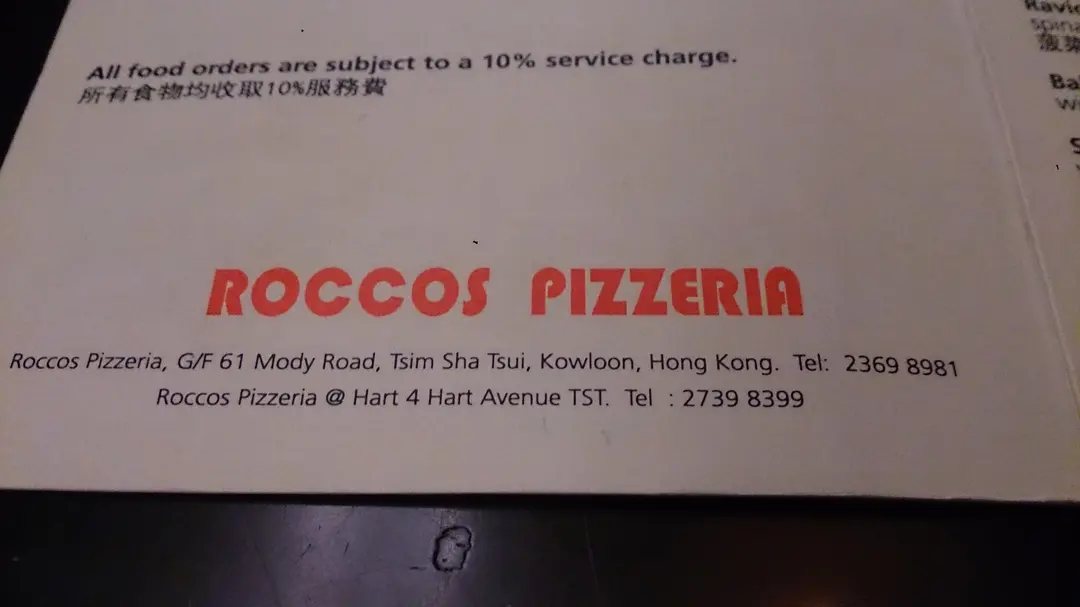 All food orders are subject to a 10% service charge.
所有食物均收取10%服務費
ROCCOS PIZZERIA
Roccos Pizzeria, G/F 61 Mody Road, Tsim Sha Tsui, Kowloon, Hong Kong. Tel: 2369 8981
Roccos Pizzeria @ Hart 4 Hart Avenue TST. Tel : 2739 8399